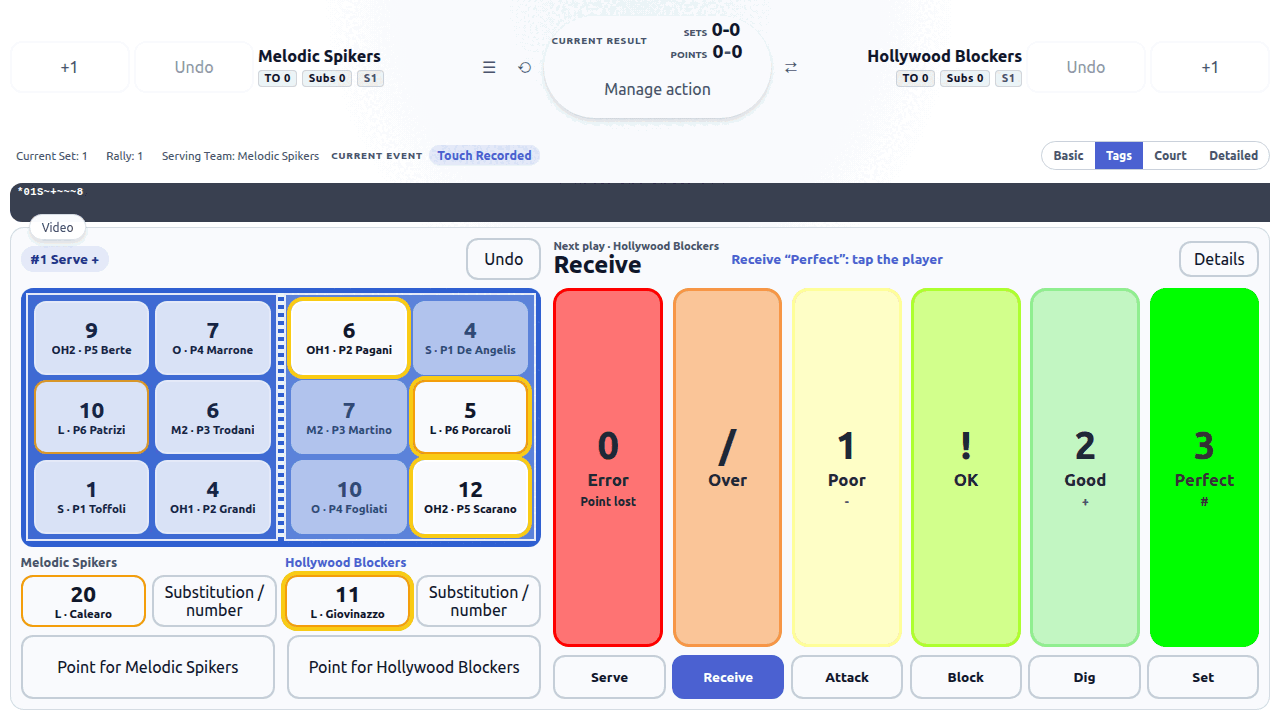 +1
Undo
Melodic Spikers
TO 0
Subs 0
S1
☰
⟲
CURRENT RESULT
SETS 0-0
POINTS 0-0
Manage action
⇄
Hollywood Blockers
TO 0
Subs 0
S1
Undo
+1
Current Set: 1
Rally: 1
Serving Team: Melodic Spikers
CURRENT EVENT
Touch Recorded
Basic
Tags
Court
Detailed
*01S~+~~~8
Video
#1 Serve +
Undo
Next play · Hollywood Blockers
Receive
Receive “Perfect”: tap the player
Details
9
OH2 · P5 Berte
7
O · P4 Marrone
6
OH1 · P2 Pagani
4
S · P1 De Angelis
10
L · P6 Patrizi
6
M2 · P3 Trodani
7
M2 · P3 Martino
5
L · P6 Porcaroli
1
S · P1 Toffoli
4
OH1 · P2 Grandi
10
O · P4 Fogliati
12
OH2 · P5 Scarano
0
Error
Point lost
/
Over
1
Poor
-
!
OK
2
Good
+
3
Perfect
#
Melodic Spikers
Hollywood Blockers
20
L · Calearo
Substitution /
number
11
L · Giovinazzo
Substitution /
number
Point for Melodic Spikers
Point for Hollywood Blockers
Serve
Receive
Attack
Block
Dig
Set